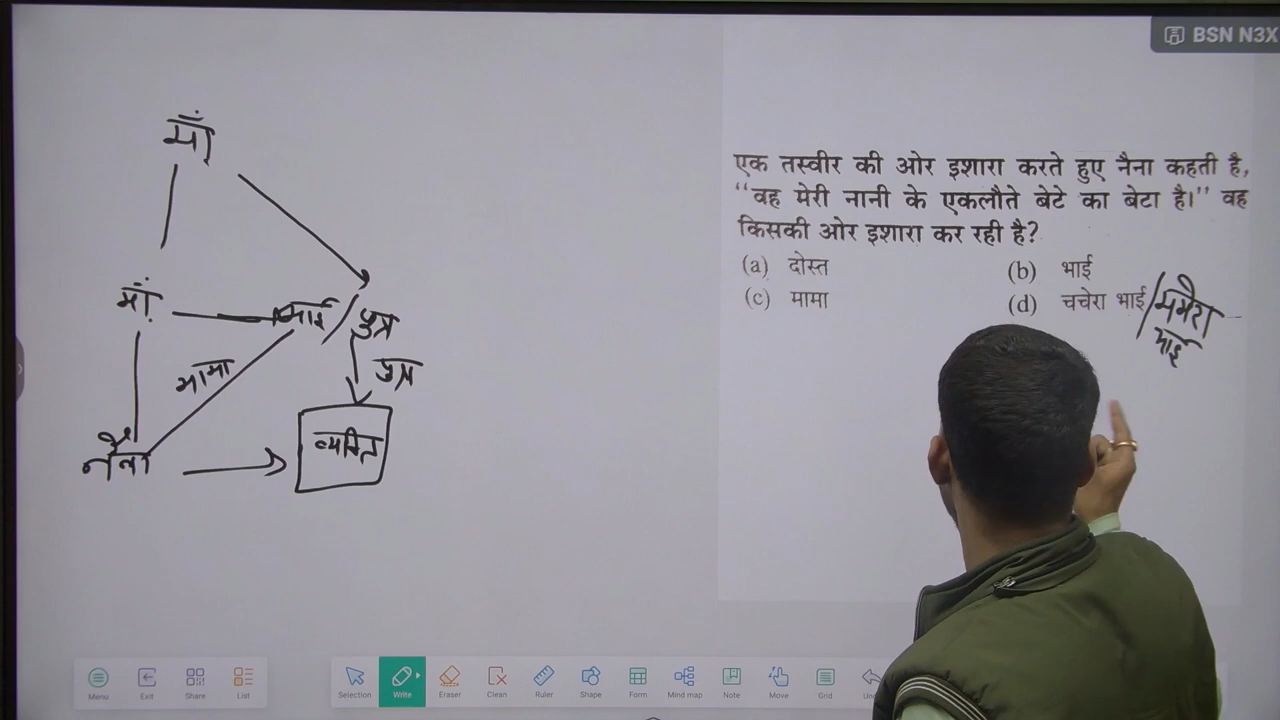 BSN N3X
माँ
माँ
भाई / पुत्र
मामा
पुत्र
नैना
व्यक्ति
एक तस्वीर की ओर इशारा करते हुए नैना कहती है,
“वह मेरी नानी के एकलौते बेटे का बेटा है।” वह
किसकी ओर इशारा कर रही है?
(a) दोस्त (b) भाई
(c) मामा (d) चचेरा भाई / ममेरा
भाई
Menu Exit Share List Selection Write Eraser Clean Ruler Shape Form Mind map Note Move Grid